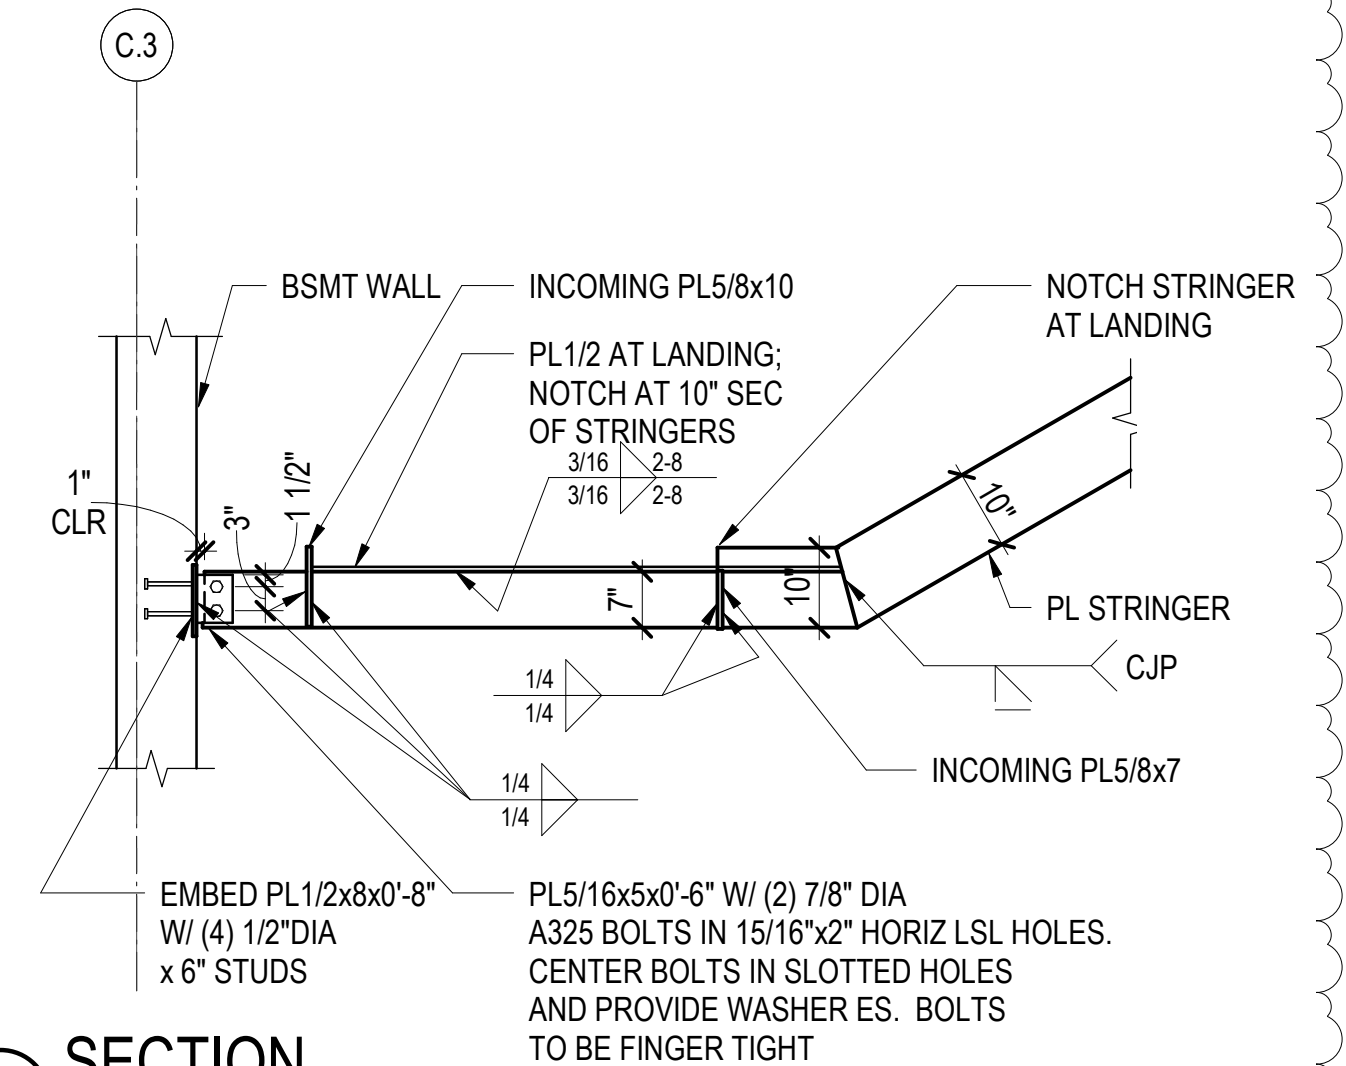 C.3
BSMT WALL
INCOMING PL5/8x10
NOTCH STRINGER
AT LANDING
PL1/2 AT LANDING;
NOTCH AT 10" SEC
OF STRINGERS
3/16 2-8
3/16 2-8
1"
CLR
3"
1 1/2"
10"
7"
10"
PL STRINGER
CJP
1/4
1/4
INCOMING PL5/8x7
1/4
1/4
EMBED PL1/2x8x0'-8"
W/ (4) 1/2"DIA
x 6" STUDS
PL5/16x5x0'-6" W/ (2) 7/8" DIA
A325 BOLTS IN 15/16"x2" HORIZ LSL HOLES.
CENTER BOLTS IN SLOTTED HOLES
AND PROVIDE WASHER ES. BOLTS
TO BE FINGER TIGHT
SECTION